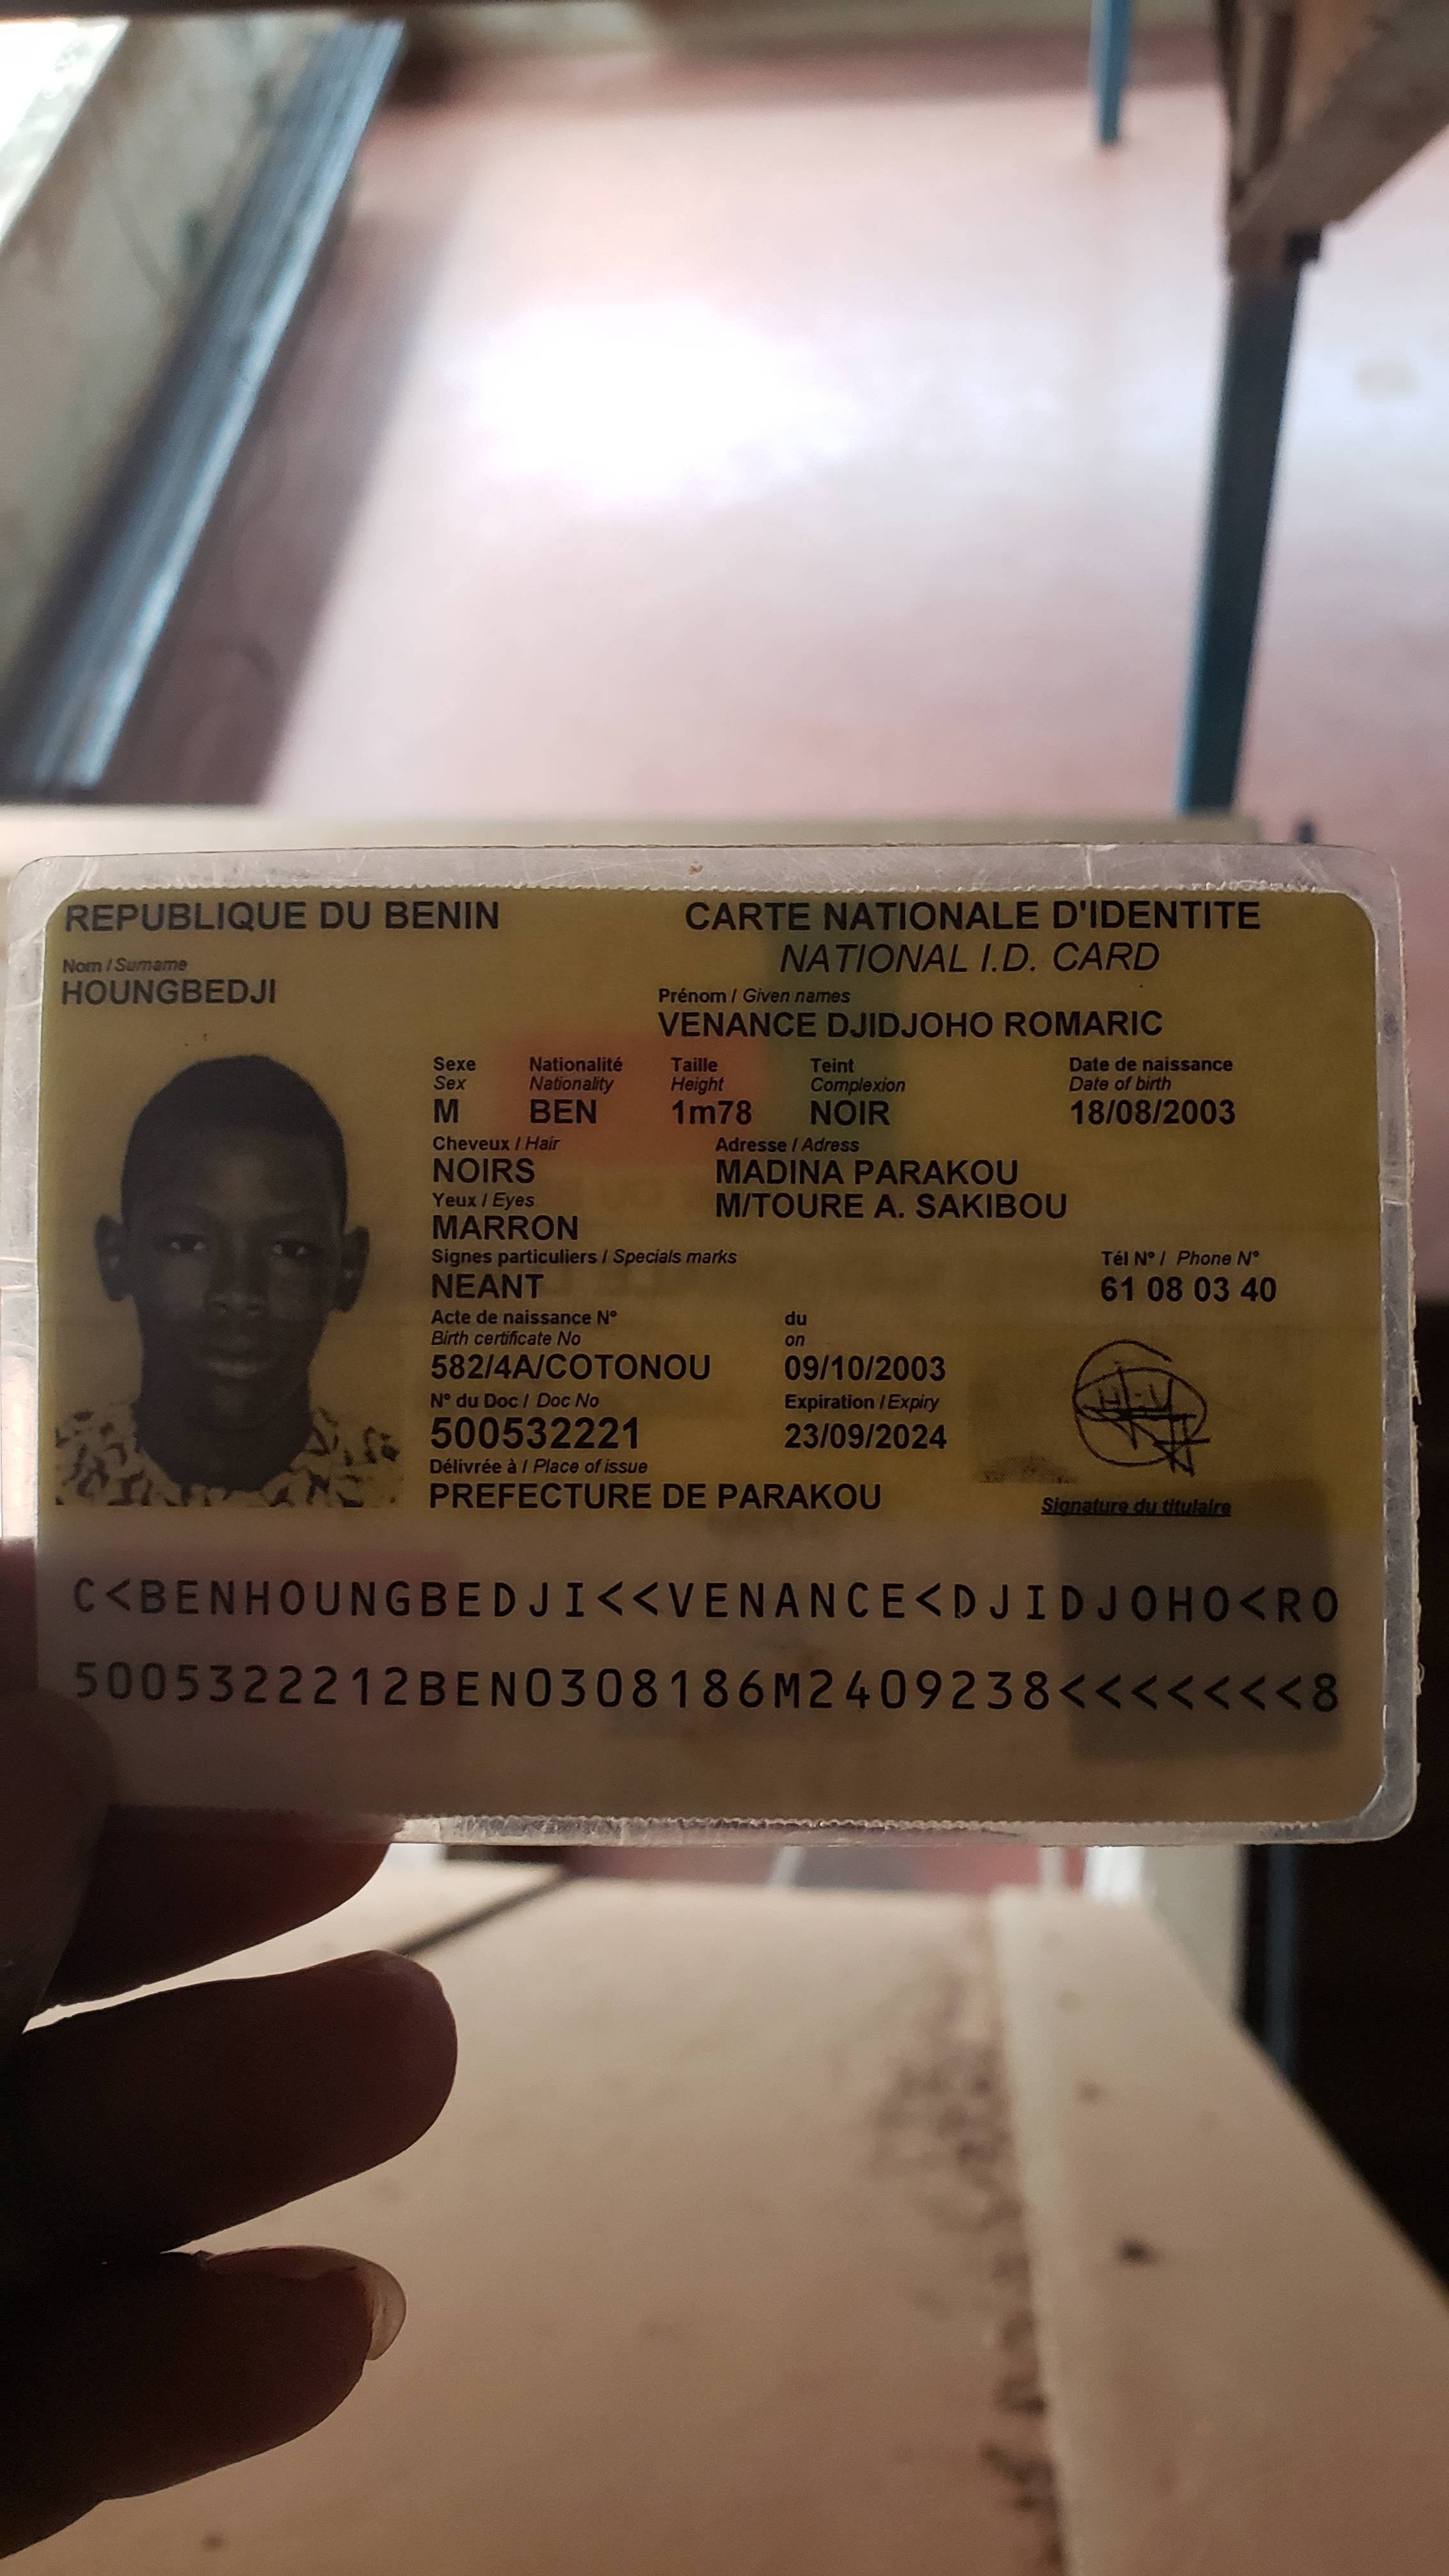 REPUBLIQUE DU BENIN
CARTE NATIONALE D'IDENTITE
NATIONAL I.D. CARD
Nom / Surname
HOUNGBEDJI
Prénom / Given names
VENANCE DJIDJOHO ROMARIC
Sexe Nationalité Taille Teint Date de naissance
Sex Nationality Height Complexion Date of birth
M BEN 1m78 NOIR 18/08/2003
Cheveux / Hair Adresse / Adress
NOIRS MADINA PARAKOU
Yeux / Eyes M/TOURE A. SAKIBOU
MARRON
Signes particuliers / Specials marks Tél N° / Phone N°
NEANT 61 08 03 40
Acte de naissance N° du
Birth certificate No on
582/4A/COTONOU 09/10/2003
N° du Doc / Doc No Expiration / Expiry
500532221 23/09/2024
Délivrée à / Place of issue
PREFECTURE DE PARAKOU
Signature du titulaire
C<BENHOUNGBEDJI<<VENANCE<DJIDJOHO<RO
5005322212BEN0308186M2409238<<<<<<<8